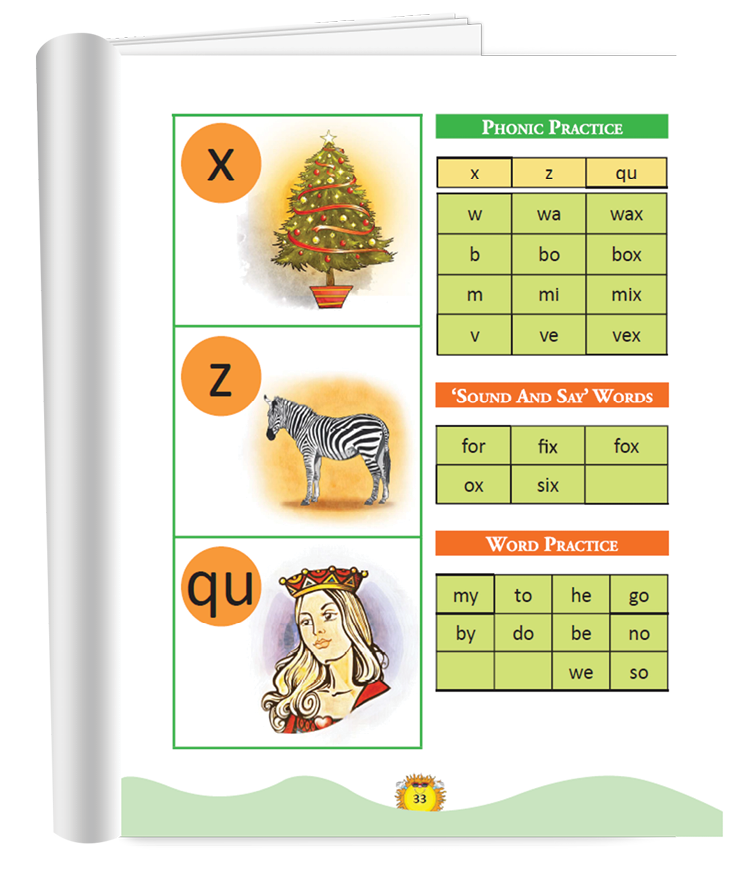 x
z
qu
PHONIC PRACTICE
x z qu
w wa wax
b bo box
m mi mix
v ve vex
‘SOUND AND SAY’ WORDS
for fix fox
ox six
WORD PRACTICE
my to he go
by do be no
we so
33